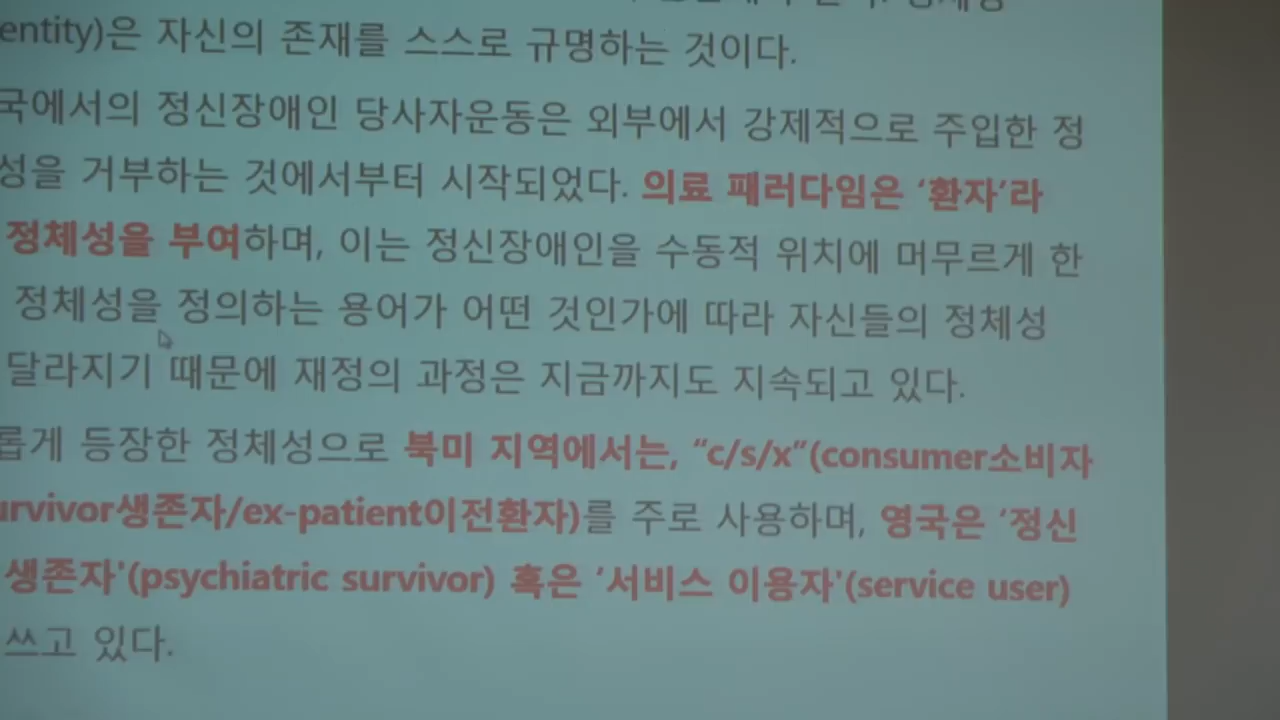 entity)은 자신의 존재를 스스로 규명하는 것이다.
국에서의 정신장애인 당사자운동은 외부에서 강제적으로 주입한 정
성을 거부하는 것에서부터 시작되었다. 의료 패러다임은 ‘환자’라
정체성을 부여하며, 이는 정신장애인을 수동적 위치에 머무르게 한
정체성을 정의하는 용어가 어떤 것인가에 따라 자신들의 정체성
달라지기 때문에 재정의 과정은 지금까지도 지속되고 있다.
롭게 등장한 정체성으로 북미 지역에서는, “c/s/x”(consumer소비자
urvivor생존자/ex-patient이전환자)를 주로 사용하며, 영국은 ‘정신
생존자'(psychiatric survivor) 혹은 ‘서비스 이용자'(service user)
쓰고 있다.